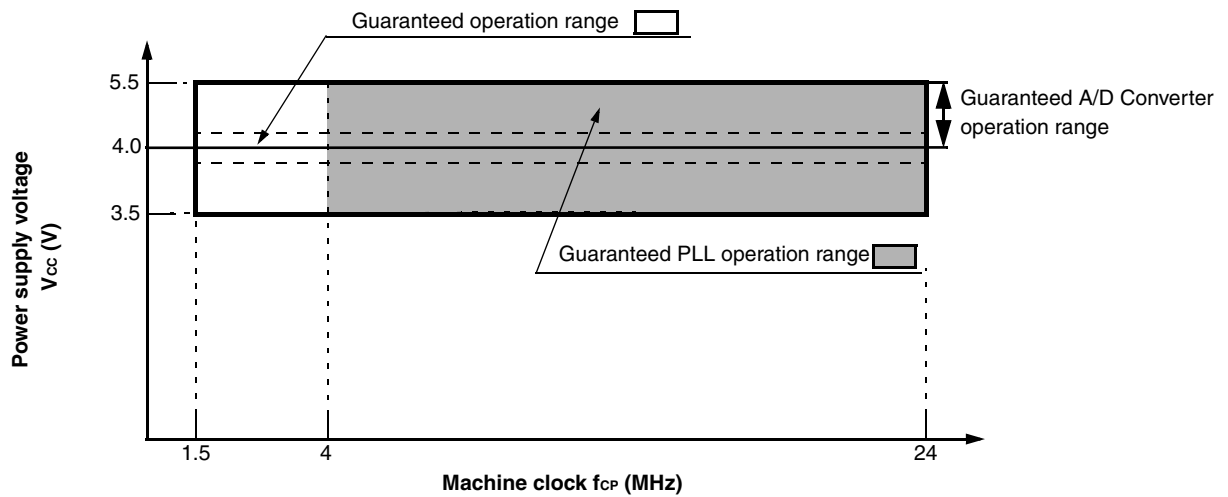 Guaranteed operation range
5.5
4.0
3.5
Guaranteed A/D Converter
operation range
Power supply voltage
Vcc (V)
Guaranteed PLL operation range
1.5
4
24
Machine clock fCP (MHz)